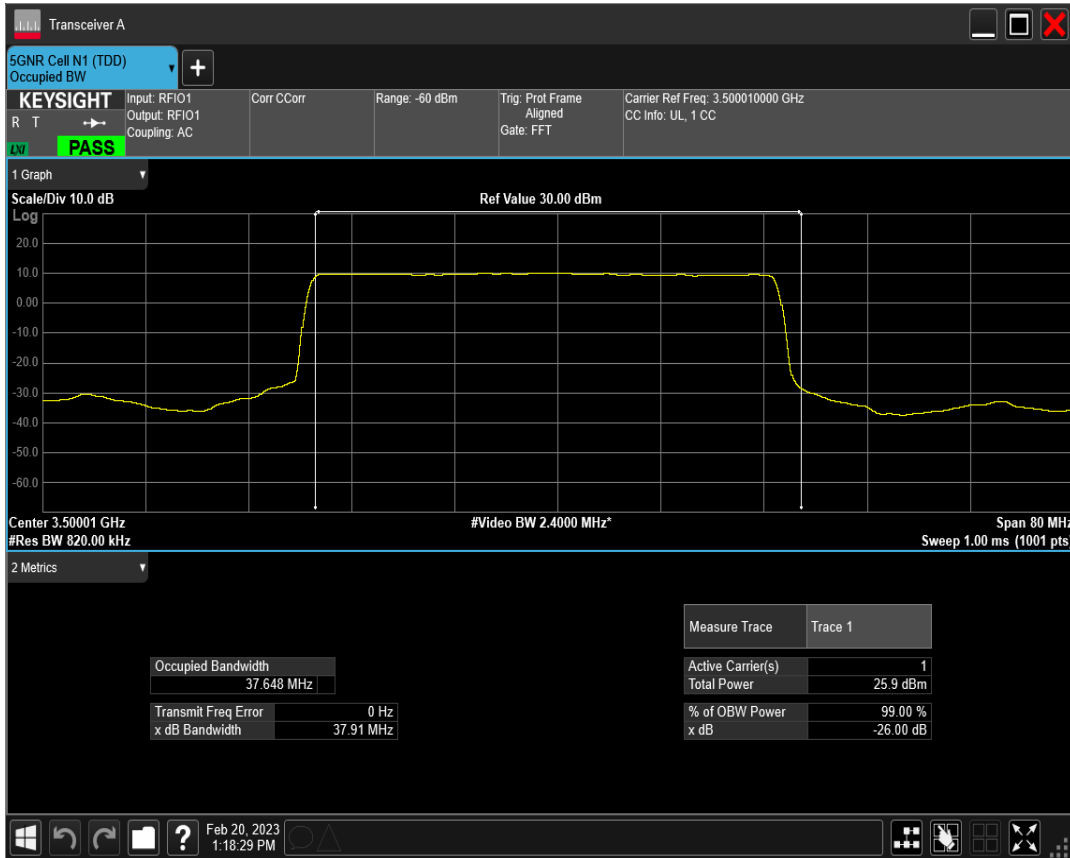 Transceiver A
5GNR Cell N1 (TDD)
Occupied BW
+
KEYSIGHT
R T
LXI
PASS
Input: RFIO1
Output: RFIO1
Coupling: AC
Corr CCorr
Range: -60 dBm
Trig: Prot Frame
Aligned
Gate: FFT
Carrier Ref Freq: 3.500010000 GHz
CC Info: UL, 1 CC
1 Graph
Scale/Div 10.0 dB
Ref Value 30.00 dBm
Log
20.0
10.0
0.00
-10.0
-20.0
-30.0
-40.0
-50.0
-60.0
Center 3.50001 GHz
#Video BW 2.4000 MHz*
Span 80 MHz
#Res BW 820.00 kHz
Sweep 1.00 ms (1001 pts)
2 Metrics
Measure Trace Trace 1
Occupied Bandwidth
37.648 MHz
Active Carrier(s) 1
Total Power 25.9 dBm
Transmit Freq Error 0 Hz
x dB Bandwidth 37.91 MHz
% of OBW Power 99.00 %
x dB -26.00 dB
?
Feb 20, 2023
1:18:29 PM